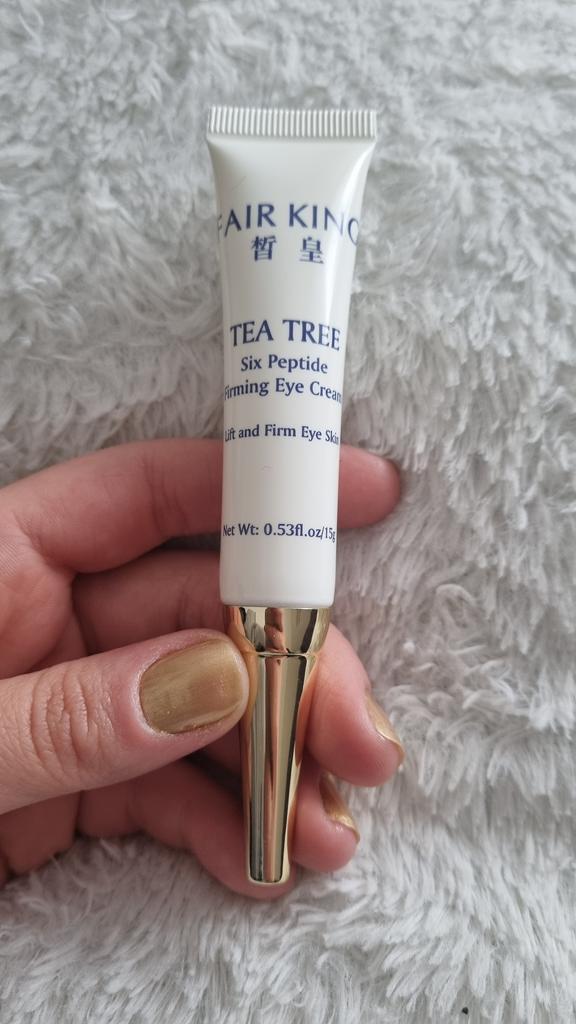 FAIR KING
皙 皇
TEA TREE
Six Peptide
Firming Eye Cream
Lift and Firm Eye Skin
Net Wt: 0.53fl.oz/15g